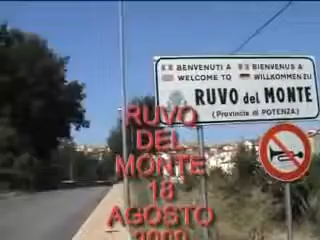 BENVENUTI A BIENVENUS A
WELCOME TO WILLKOMMEN ZU
RUVO del MONTE
(Provincia di POTENZA)
RUVO
DEL
MONTE
18
AGOSTO